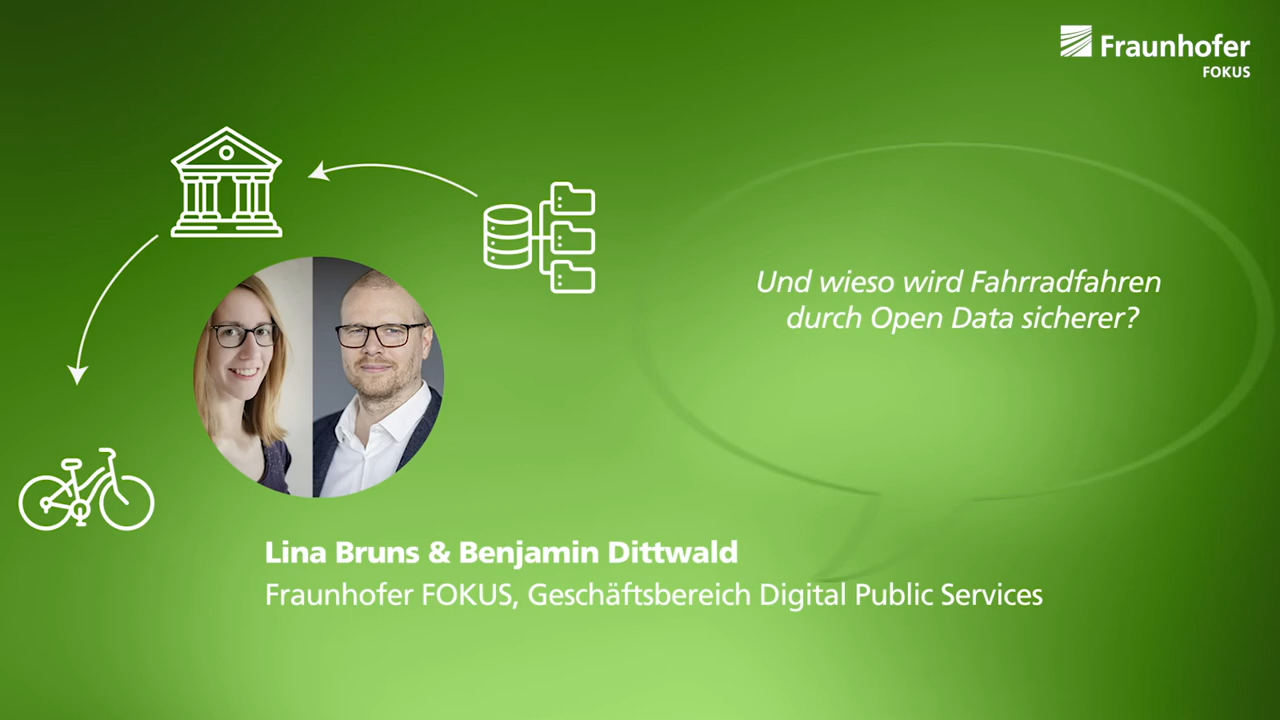 Fraunhofer
FOKUS
Und wieso wird Fahrradfahren
durch Open Data sicherer?
Lina Bruns & Benjamin Dittwald
Fraunhofer FOKUS, Geschäftsbereich Digital Public Services